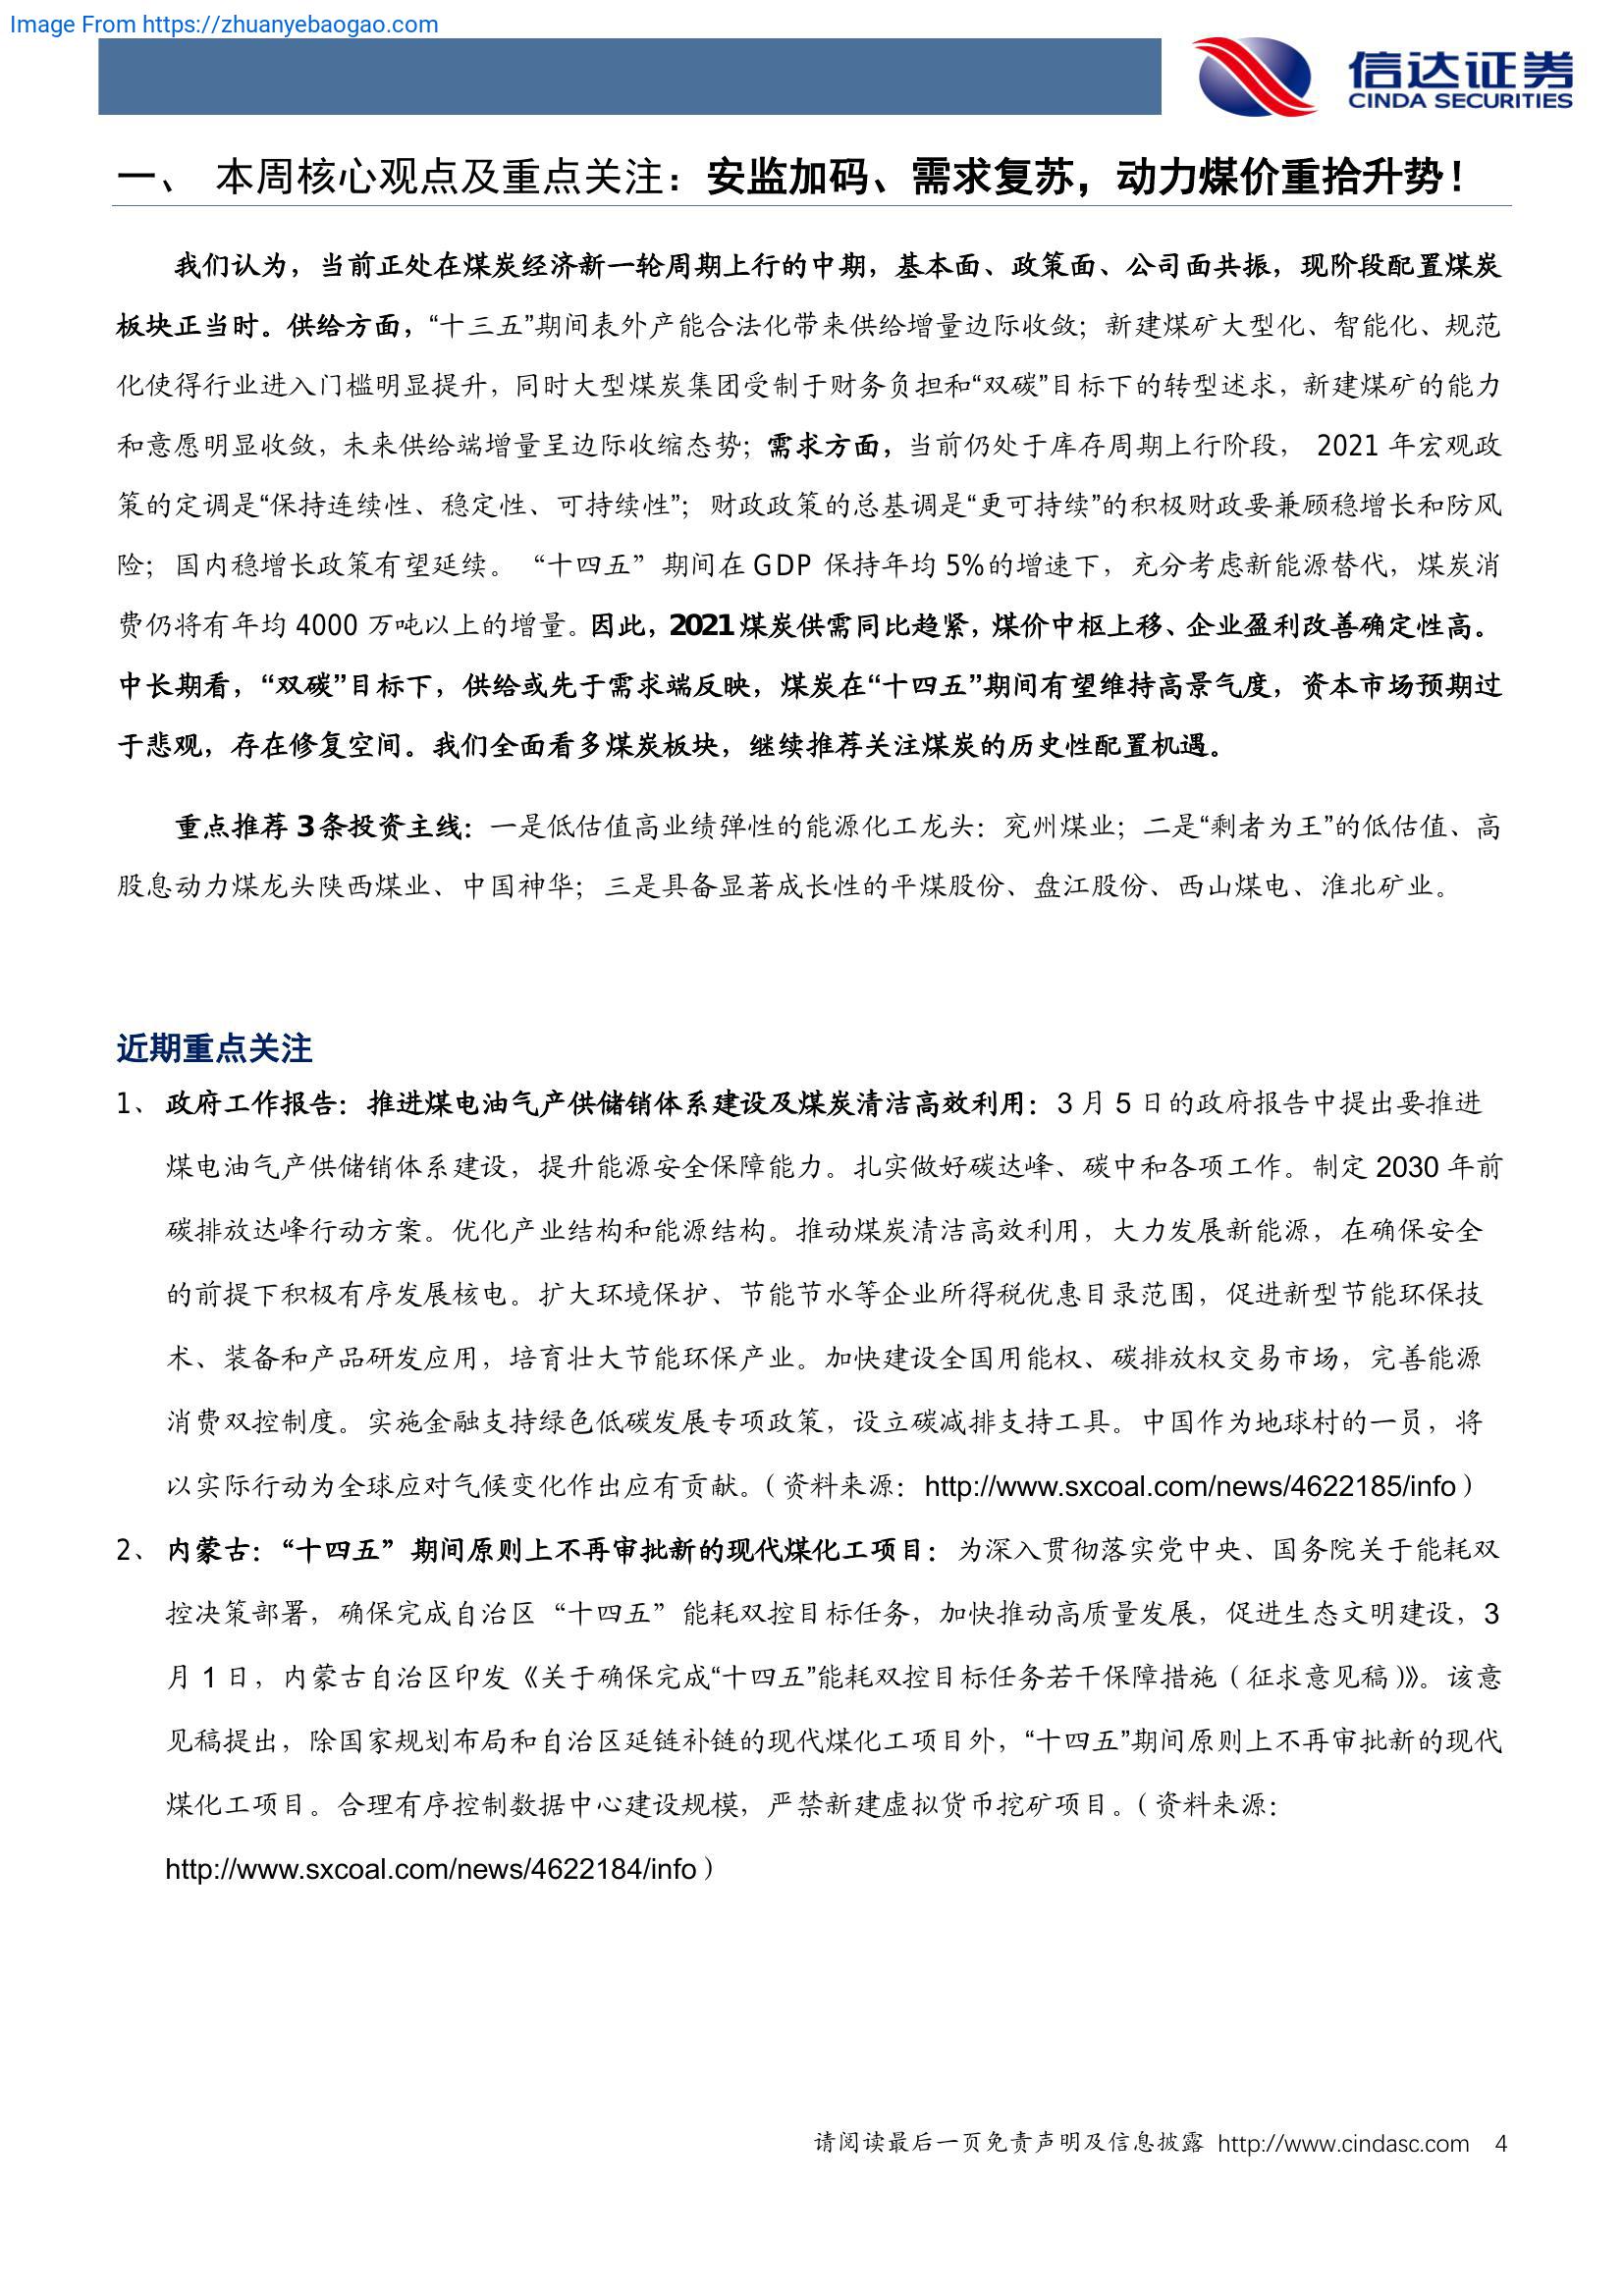 Image From https://zhuanyebaogao.com
信达证券
CINDA SECURITIES
一、 本周核心观点及重点关注：安监加码、需求复苏，动力煤价重拾升势！
我们认为，当前正处在煤炭经济新一轮周期上行的中期，基本面、政策面、公司面共振，现阶段配置煤炭
板块正当时。供给方面，“十三五”期间表外产能合法化带来供给增量边际收敛；新建煤矿大型化、智能化、规范
化使得行业进入门槛明显提升，同时大型煤炭集团受制于财务负担和“双碳”目标下的转型述求，新建煤矿的能力
和意愿明显收敛，未来供给端增量呈边际收缩态势；需求方面，当前仍处于库存周期上行阶段， 2021 年宏观政
策的定调是“保持连续性、稳定性、可持续性”；财政政策的总基调是“更可持续”的积极财政要兼顾稳增长和防风
险；国内稳增长政策有望延续。“十四五”期间在 GDP 保持年均 5%的增速下，充分考虑新能源替代，煤炭消
费仍将有年均 4000 万吨以上的增量。因此，2021 煤炭供需同比趋紧，煤价中枢上移、企业盈利改善确定性高。
中长期看，“双碳”目标下，供给或先于需求端反映，煤炭在“十四五”期间有望维持高景气度，资本市场预期过
于悲观，存在修复空间。我们全面看多煤炭板块，继续推荐关注煤炭的历史性配置机遇。
重点推荐 3 条投资主线：一是低估值高业绩弹性的能源化工龙头：兖州煤业；二是“剩者为王”的低估值、高
股息动力煤龙头陕西煤业、中国神华；三是具备显著成长性的平煤股份、盘江股份、西山煤电、淮北矿业。
近期重点关注
1、 政府工作报告：推进煤电油气产供储销体系建设及煤炭清洁高效利用：3 月 5 日的政府报告中提出要推进
煤电油气产供储销体系建设，提升能源安全保障能力。扎实做好碳达峰、碳中和各项工作。制定 2030 年前
碳排放达峰行动方案。优化产业结构和能源结构。推动煤炭清洁高效利用，大力发展新能源，在确保安全
的前提下积极有序发展核电。扩大环境保护、节能节水等企业所得税优惠目录范围，促进新型节能环保技
术、装备和产品研发应用，培育壮大节能环保产业。加快建设全国用能权、碳排放权交易市场，完善能源
消费双控制度。实施金融支持绿色低碳发展专项政策，设立碳减排支持工具。中国作为地球村的一员，将
以实际行动为全球应对气候变化作出应有贡献。（资料来源：http://www.sxcoal.com/news/4622185/info）
2、 内蒙古：“十四五”期间原则上不再审批新的现代煤化工项目：为深入贯彻落实党中央、国务院关于能耗双
控决策部署，确保完成自治区“十四五”能耗双控目标任务，加快推动高质量发展，促进生态文明建设，3
月 1 日，内蒙古自治区印发《关于确保完成“十四五”能耗双控目标任务若干保障措施（征求意见稿）》。该意
见稿提出，除国家规划布局和自治区延链补链的现代煤化工项目外，“十四五”期间原则上不再审批新的现代
煤化工项目。合理有序控制数据中心建设规模，严禁新建虚拟货币挖矿项目。（资料来源：
http://www.sxcoal.com/news/4622184/info）
请阅读最后一页免责声明及信息披露 http://www.cindasc.com 4